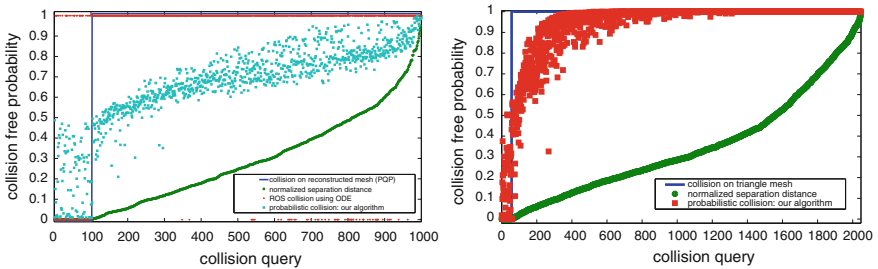 1
0.9
0.8
0.7
0.6
0.5
0.4
0.3
0.2
0.1
0
collision free probability
0 100 200 300 400 500 600 700 800 900 1000
collision query
collision on reconstructed mesh (PQP)
normalized separation distance
ROS collision using ODE
probabilistic collision: our algorithm
1
0.9
0.8
0.7
0.6
0.5
0.4
0.3
0.2
0.1
0
collision free probability
0 200 400 600 800 1000 1200 1400 1600 1800 2000
collision query
collision on triangle mesh
normalized separation distance
probabilistic collision: our algorithm